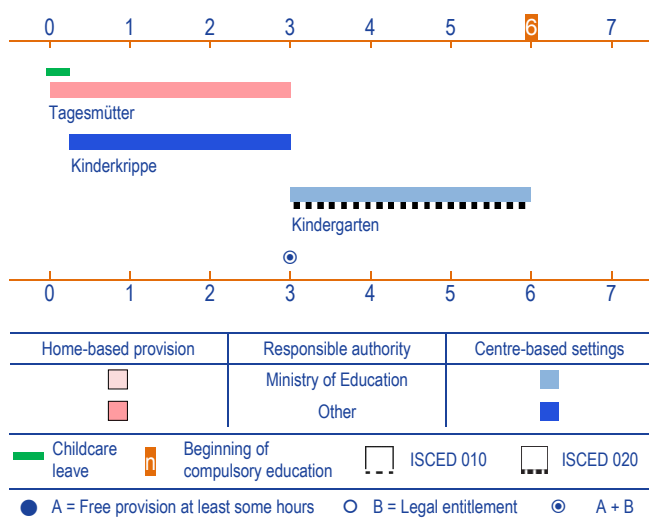 0 1 2 3 4 5 6 7
Tagesmütter
Kinderkrippe
Kindergarten
0 1 2 3 4 5 6 7
Home-based provision Responsible authority Centre-based settings
Ministry of Education
Other
Childcare leave
n Beginning of compulsory education
ISCED 010
ISCED 020
A = Free provision at least some hours B = Legal entitlement A + B